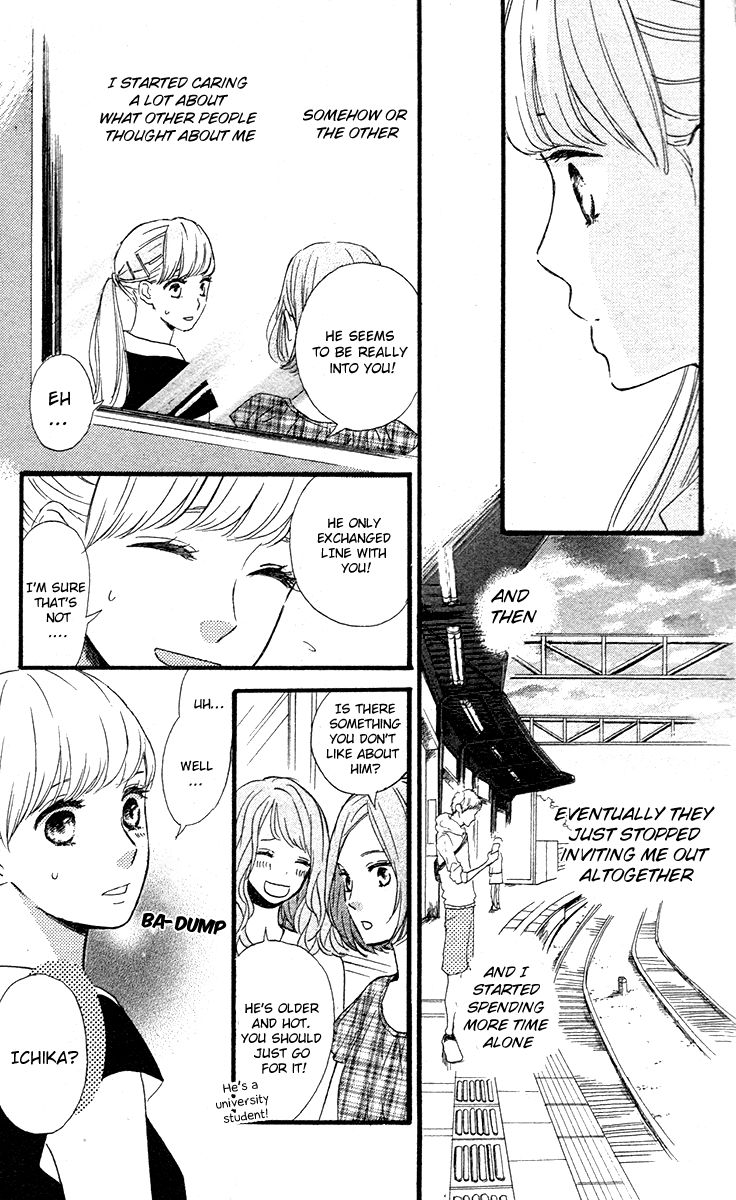 AND
THEN
EVENTUALLY THEY
JUST STOPPED
INVITING ME OUT
ALTOGETHER
AND I
STARTED
SPENDING
MORE TIME
ALONE
SOMEHOW OR
THE OTHER
I STARTED CARING
A LOT ABOUT
WHAT OTHER PEOPLE
THOUGHT ABOUT ME
HE SEEMS
TO BE REALLY
INTO YOU!
EH
...
HE ONLY
EXCHANGED
LINE WITH
YOU!
I'M SURE
THAT'S
NOT
....
IS THERE
SOMETHING
YOU DON'T
LIKE ABOUT
HIM?
HE'S OLDER
AND HOT.
YOU SHOULD
JUST GO
FOR IT!
He's a
university
student!
UH...
WELL
...
BA-DUMP
ICHIKA?